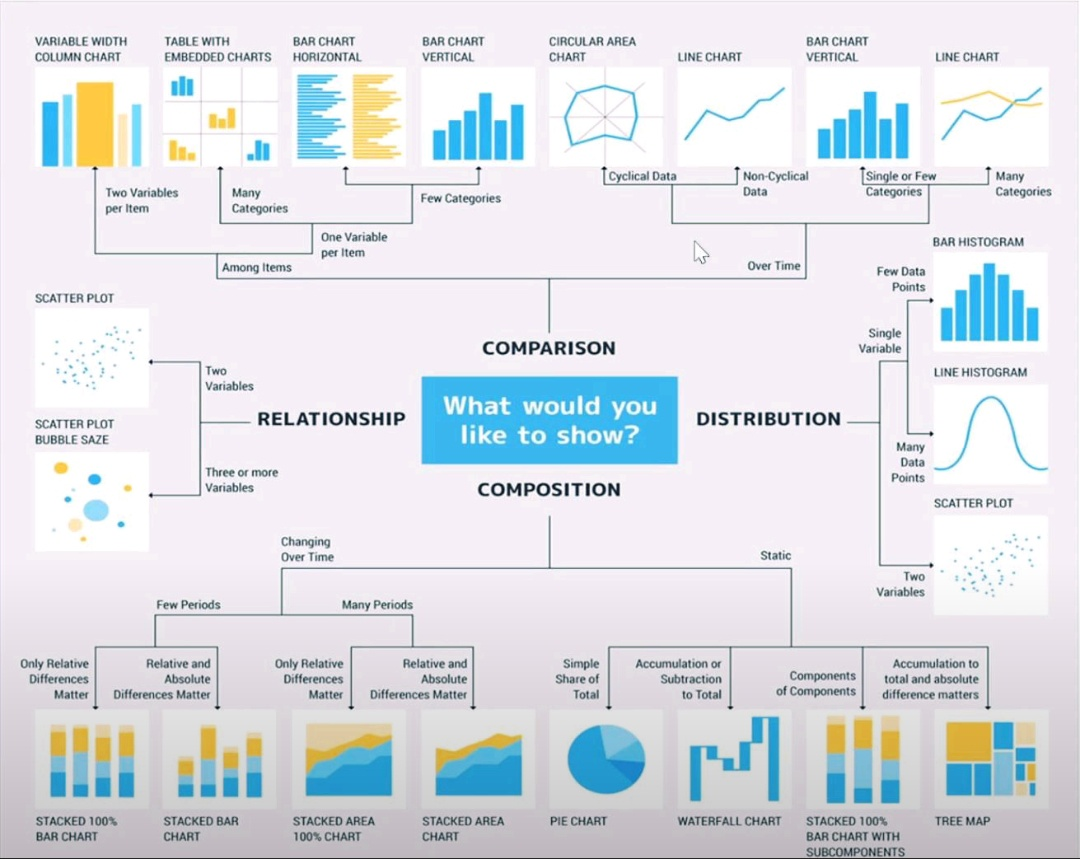 VARIABLE WIDTH
COLUMN CHART
TABLE WITH
EMBEDDED CHARTS
BAR CHART
HORIZONTAL
BAR CHART
VERTICAL
CIRCULAR AREA
CHART
LINE CHART
BAR CHART
VERTICAL
LINE CHART
Two Variables
per Item
Many
Categories
Few Categories
One Variable
per Item
Among Items
Cyclical Data
Non-Cyclical
Data
Single or Few
Categories
Many
Categories
Over Time
COMPARISON
What would you
like to show?
RELATIONSHIP
SCATTER PLOT
Two
Variables
SCATTER PLOT
BUBBLE SAZE
Three or more
Variables
DISTRIBUTION
BAR HISTOGRAM
Few Data
Points
Single
Variable
LINE HISTOGRAM
Many
Data
Points
SCATTER PLOT
Two
Variables
COMPOSITION
Changing
Over Time
Static
Few Periods
Many Periods
Only Relative
Differences
Matter
Relative and
Absolute
Differences Matter
Only Relative
Differences
Matter
Relative and
Absolute
Differences Matter
Simple
Share of
Total
Accumulation or
Subtraction
to Total
Components
of Components
Accumulation to
total and absolute
difference matters
STACKED 100%
BAR CHART
STACKED BAR
CHART
STACKED AREA
100% CHART
STACKED AREA
CHART
PIE CHART
WATERFALL CHART
STACKED 100%
BAR CHART WITH
SUBCOMPONENTS
TREE MAP